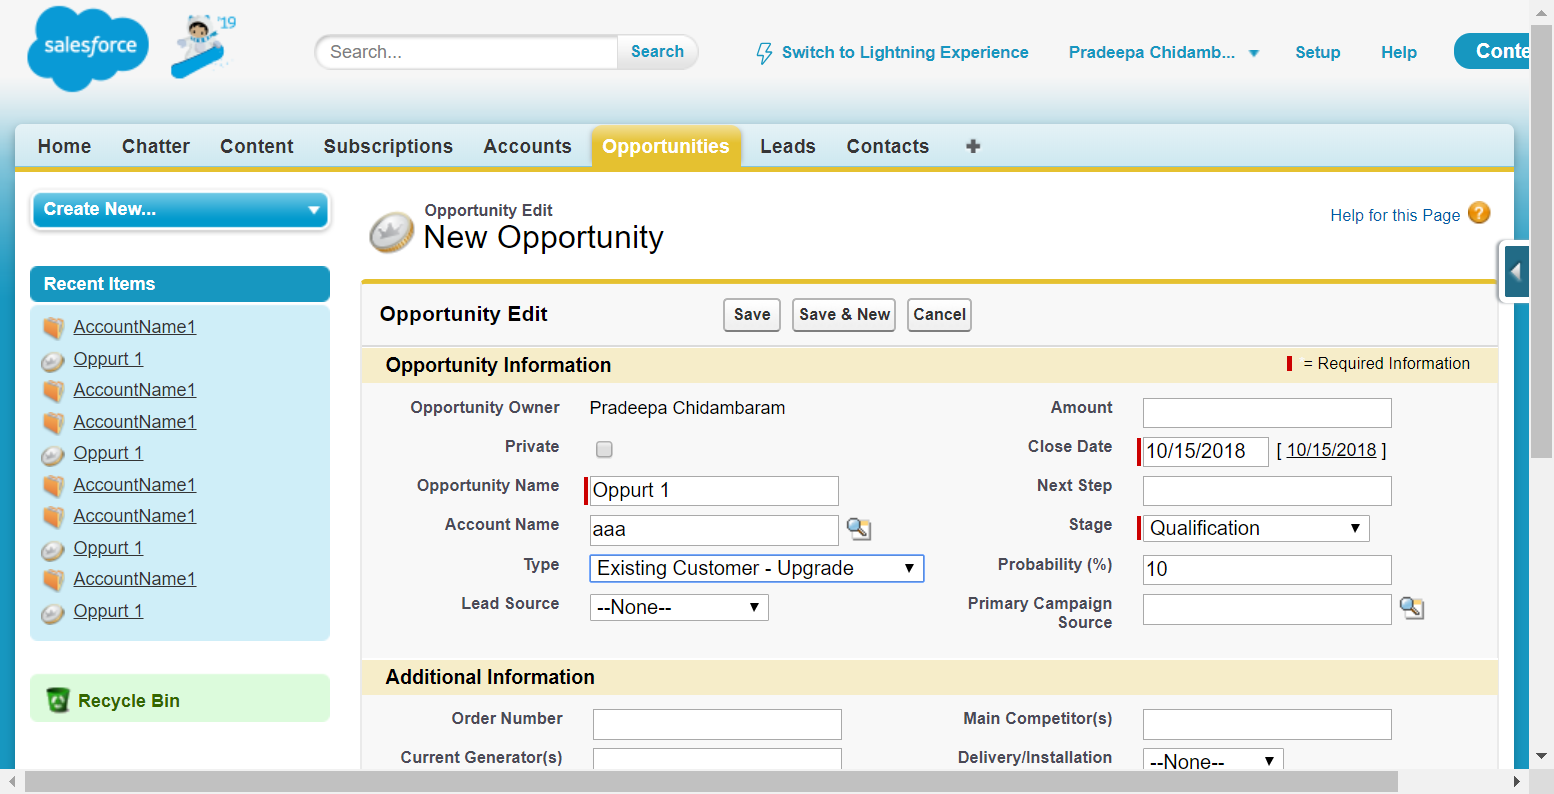 salesforce
'19
Search...
Search
Switch to Lightning Experience
Pradeepa Chidamb...
Setup
Help
Conte
Home
Chatter
Content
Subscriptions
Accounts
Opportunities
Leads
Contacts
Create New...
Recent Items
AccountName1
Oppurt 1
AccountName1
AccountName1
Oppurt 1
AccountName1
AccountName1
Oppurt 1
AccountName1
Oppurt 1
Recycle Bin
Opportunity Edit
New Opportunity
Help for this Page ?
Opportunity Edit
Save
Save & New
Cancel
Opportunity Information
= Required Information
Opportunity Owner Pradeepa Chidambaram
Private
Opportunity Name Oppurt 1
Account Name aaa
Type Existing Customer - Upgrade
Lead Source --None--
Amount
Close Date 10/15/2018 [ 10/15/2018 ]
Next Step
Stage Qualification
Probability (%) 10
Primary Campaign
Source
Additional Information
Order Number
Main Competitor(s)
Current Generator(s)
Delivery/Installation --None--